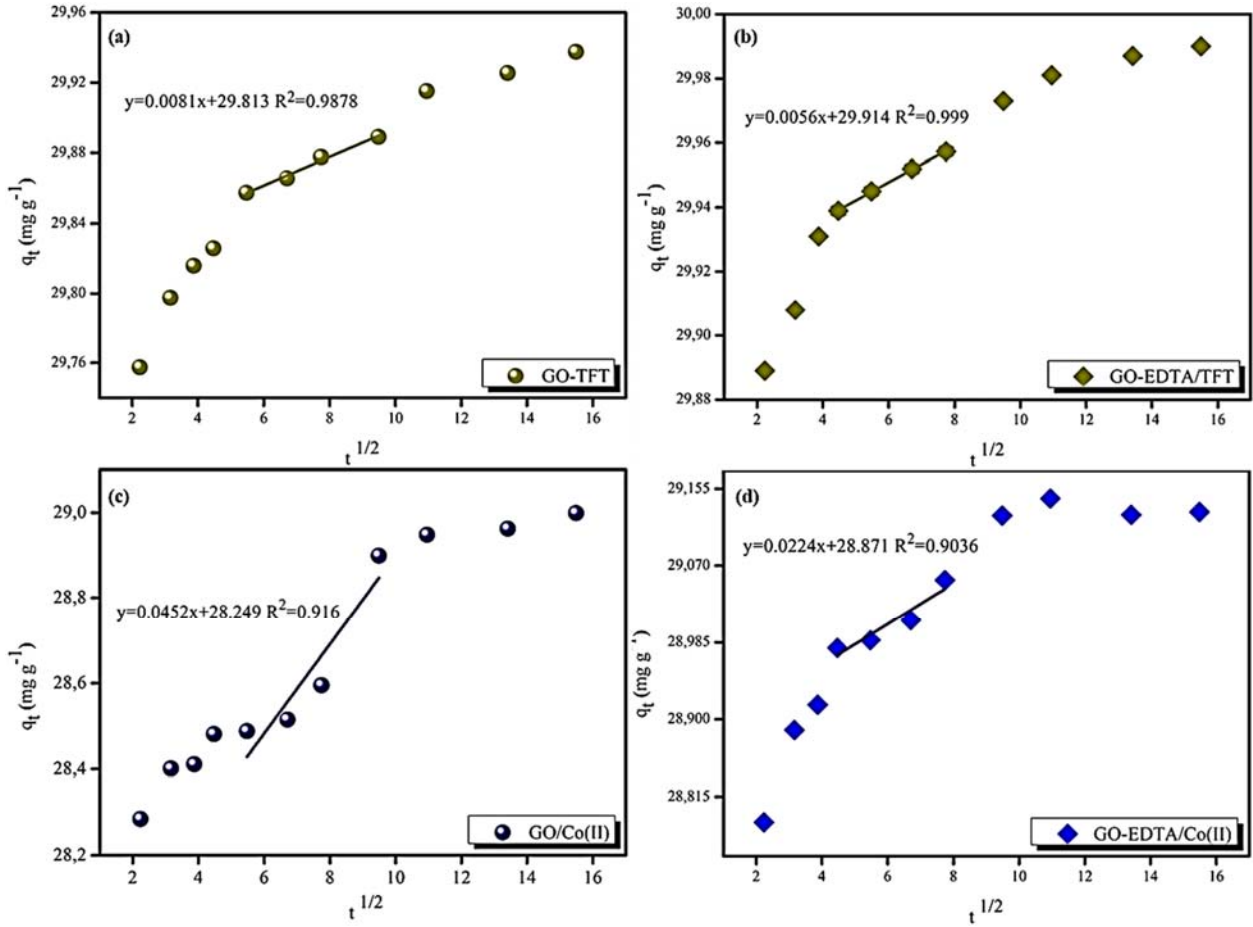 (a)
29,96
29,92
29,88
29,84
29,80
29,76
q_t (mg g^-1)
y=0.0081x+29.813 R^2=0.9878
GO-TFT
2 4 6 8 10 12 14 16
t^1/2
(b)
30,00
29,98
29,96
29,94
29,92
29,90
29,88
q_t (mg g^-1)
y=0.0056x+29.914 R^2=0.999
GO-EDTA/TFT
2 4 6 8 10 12 14 16
t^1/2
(c)
29,0
28,8
28,6
28,4
28,2
q_t (mg g^-1)
y=0.0452x+28.249 R^2=0.916
GO/Co(II)
2 4 6 8 10 12 14 16
t^1/2
(d)
29,155
29,070
28,985
28,900
28,815
q_t (mg g
y=0.0224x+28.871 R^2=0.9036
GO-EDTA/Co(II)
2 4 6 8 10 12 14 16
t^1/2